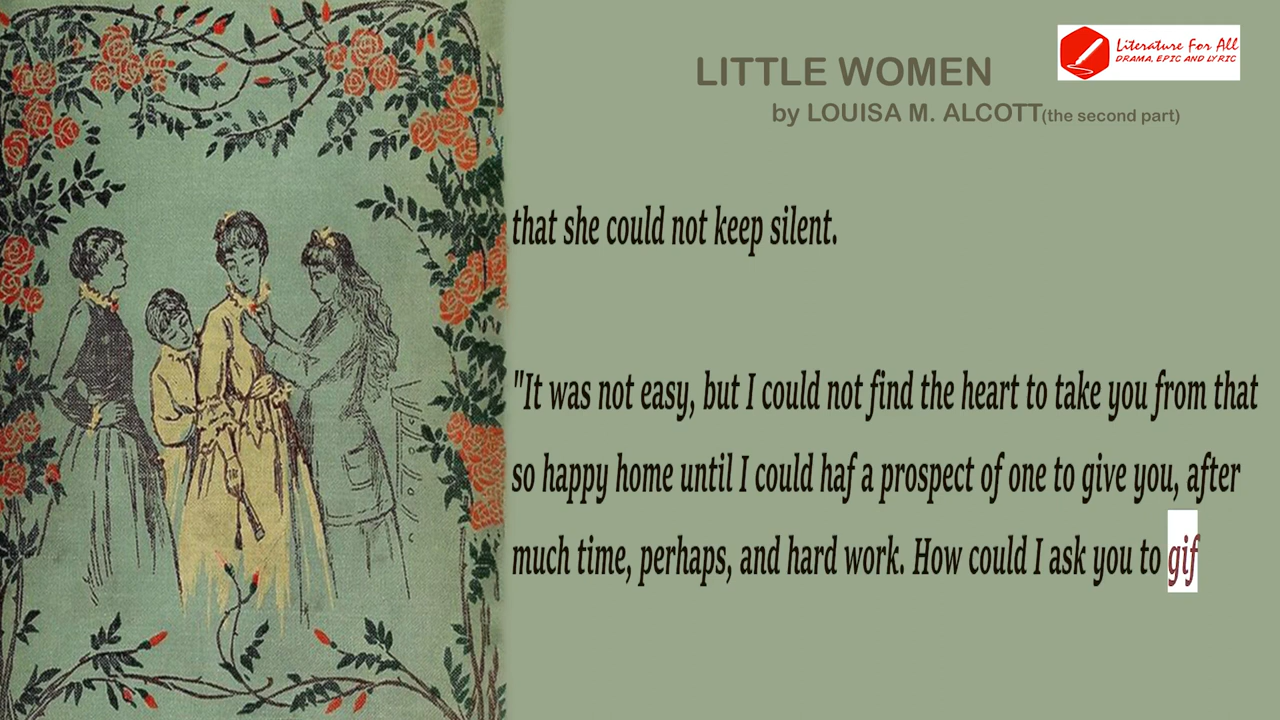 LITTLE WOMEN
by LOUISA M. ALCOTT(the second part)
Literature For All
DRAMA, EPIC AND LYRIC
that she could not keep silent.
"It was not easy, but I could not find the heart to take you from that
so happy home until I could haf a prospect of one to give you, after
much time, perhaps, and hard work. How could I ask you to gif